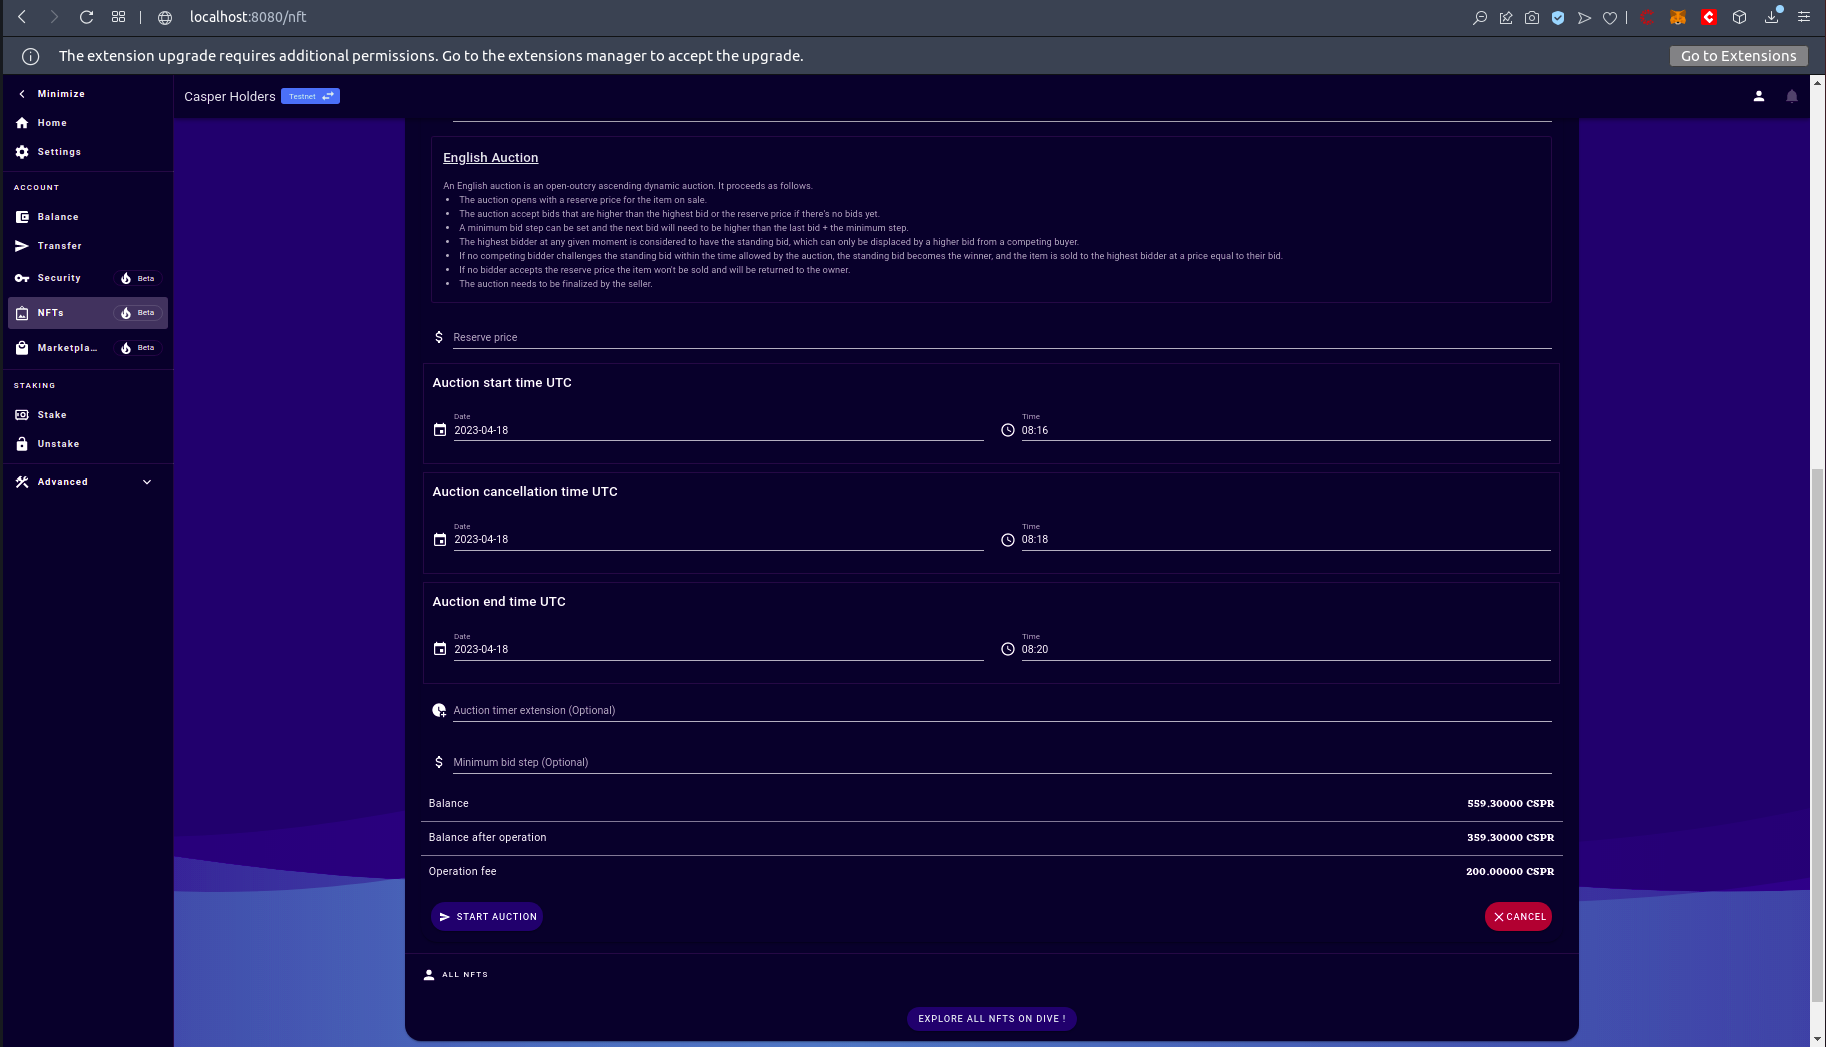 localhost:8080/nft
The extension upgrade requires additional permissions. Go to the extensions manager to accept the upgrade.
Go to Extensions
Minimize
Home
Settings
ACCOUNT
Balance
Transfer
Security Beta
NFTs Beta
Marketpla... Beta
STAKING
Stake
Unstake
Advanced
Casper Holders Testnet
English Auction
An English auction is an open-outcry ascending dynamic auction. It proceeds as follows.
• The auction opens with a reserve price for the item on sale.
• The auction accept bids that are higher than the highest bid or the reserve price if there's no bids yet.
• A minimum bid step can be set and the next bid will need to be higher than the last bid + the minimum step.
• The highest bidder at any given moment is considered to have the standing bid, which can only be displaced by a higher bid from a competing buyer.
• If no competing bidder challenges the standing bid within the time allowed by the auction, the standing bid becomes the winner, and the item is sold to the highest bidder at a price equal to their bid.
• If no bidder accepts the reserve price the item won't be sold and will be returned to the owner.
• The auction needs to be finalized by the seller.
$ Reserve price
Auction start time UTC
Date Time
2023-04-18 08:16
Auction cancellation time UTC
Date Time
2023-04-18 08:18
Auction end time UTC
Date Time
2023-04-18 08:20
Auction timer extension (Optional)
$ Minimum bid step (Optional)
Balance 559.30000 CSPR
Balance after operation 359.30000 CSPR
Operation fee 200.00000 CSPR
START AUCTION
CANCEL
ALL NFTS
EXPLORE ALL NFTS ON DIVE !